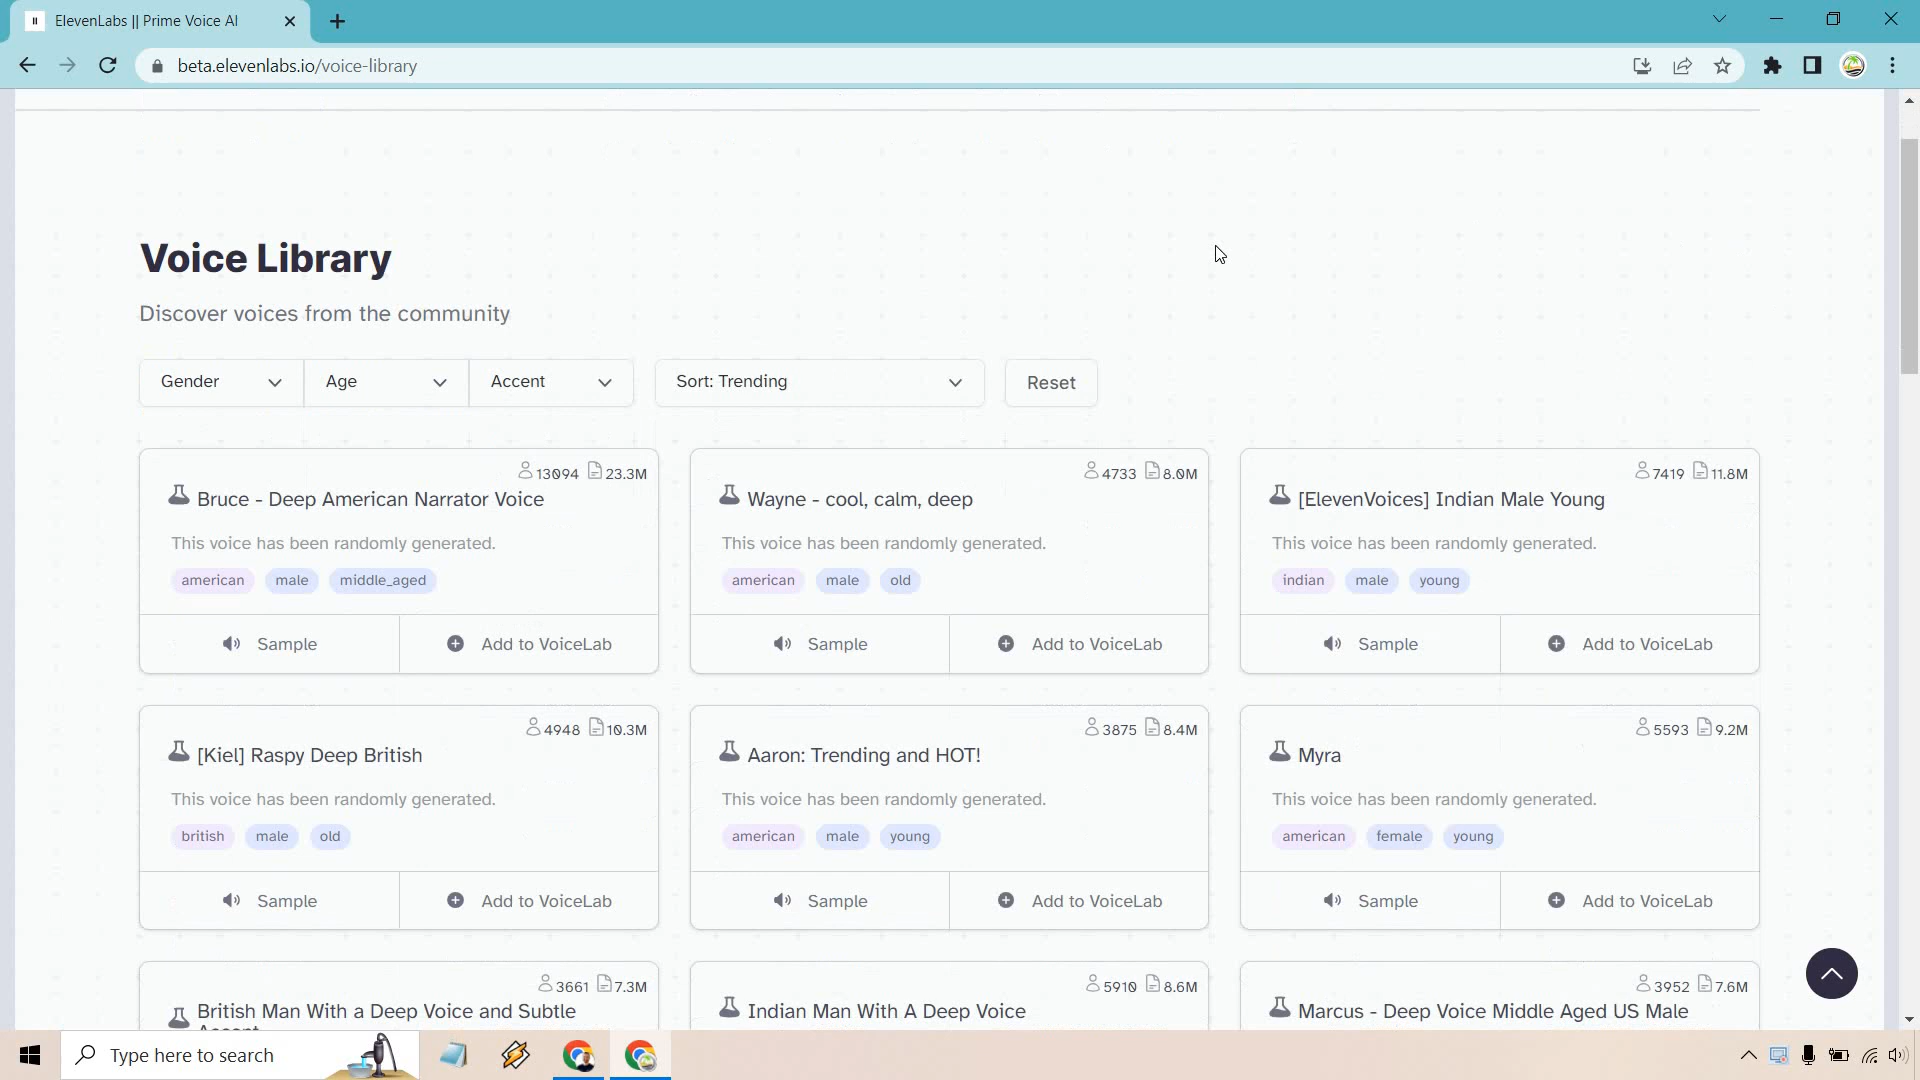 ElevenLabs || Prime Voice AI
beta.elevenlabs.io/voice-library
Voice Library
Discover voices from the community
Gender Age Accent Sort: Trending Reset
13094 23.3M
Bruce - Deep American Narrator Voice
This voice has been randomly generated.
american male middle_aged
Sample Add to VoiceLab
4733 8.0M
Wayne - cool, calm, deep
This voice has been randomly generated.
american male old
Sample Add to VoiceLab
7419 11.8M
[ElevenVoices] Indian Male Young
This voice has been randomly generated.
indian male young
Sample Add to VoiceLab
4948 10.3M
[Kiel] Raspy Deep British
This voice has been randomly generated.
british male old
Sample Add to VoiceLab
3875 8.4M
Aaron: Trending and HOT!
This voice has been randomly generated.
american male young
Sample Add to VoiceLab
5593 9.2M
Myra
This voice has been randomly generated.
american female young
Sample Add to VoiceLab
3661 7.3M
British Man With a Deep Voice and Subtle
Accent
5910 8.6M
Indian Man With A Deep Voice
3952 7.6M
Marcus - Deep Voice Middle Aged US Male
Type here to search